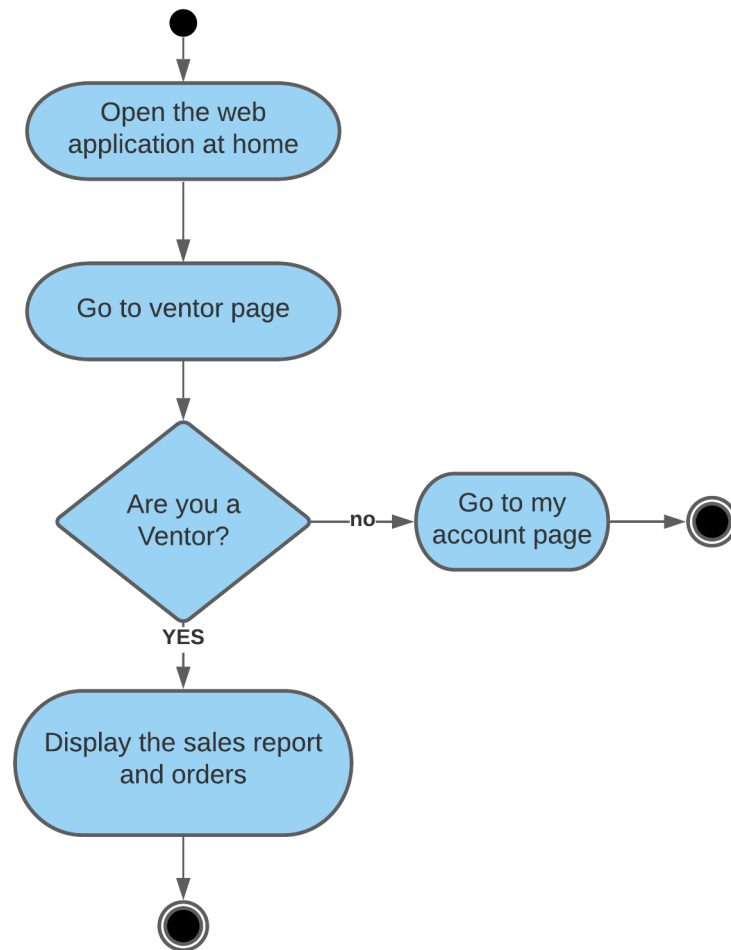 Open the web
application at home
Go to ventor page
Are you a
Ventor?
no
Go to my
account page
YES
Display the sales report
and orders